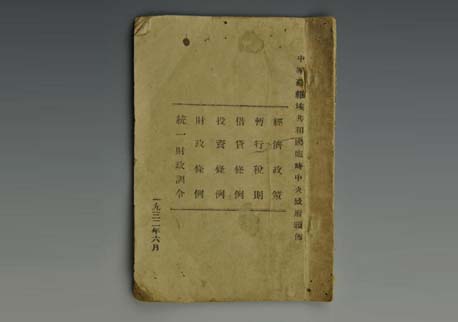 中華蘇維埃共和國臨時中央政府頒佈
經濟政策
暫行稅則
借貸條例
投資條例
財政條例
統一財政訓令
一九三二年六月